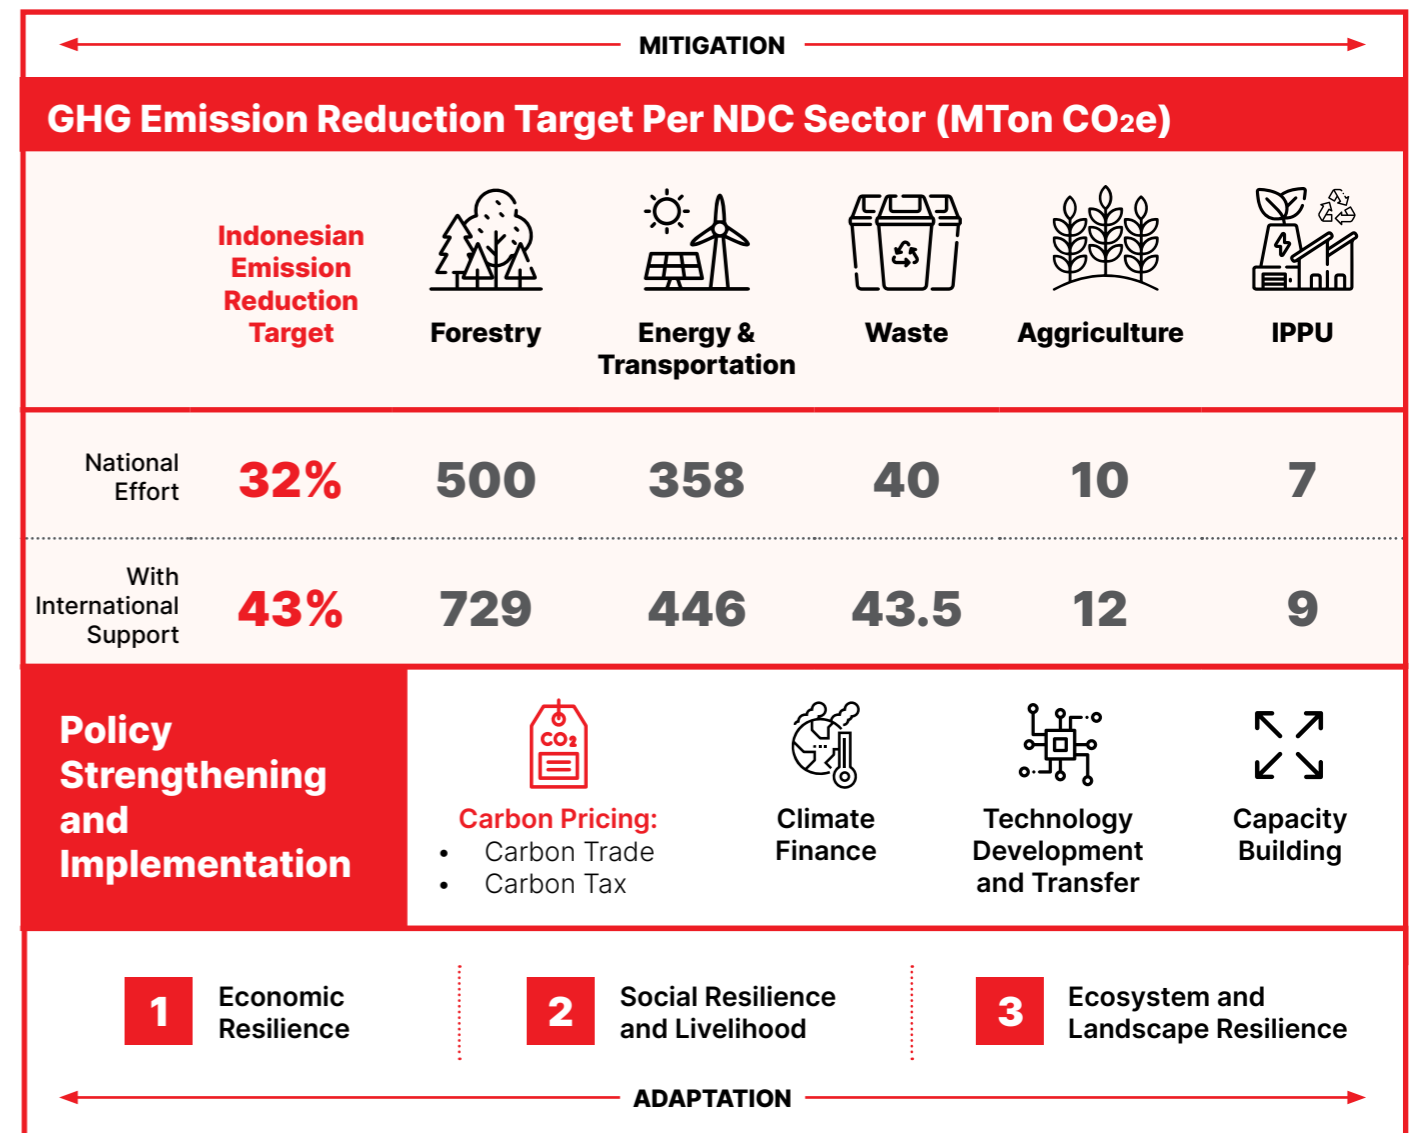 MITIGATION
GHG Emission Reduction Target Per NDC Sector (MTon CO₂e)
Indonesian
Emission
Reduction
Target
Forestry
Energy &
Transportation
Waste
Aggriculture
IPPU
National
Effort
32%
500
358
40
10
7
With
International
Support
43%
729
446
43.5
12
9
Policy
Strengthening
and
Implementation
CO₂
Carbon Pricing:
• Carbon Trade
• Carbon Tax
Climate
Finance
Technology
Development
and Transfer
Capacity
Building
1
Economic
Resilience
2
Social Resilience
and Livelihood
3
Ecosystem and
Landscape Resilience
ADAPTATION